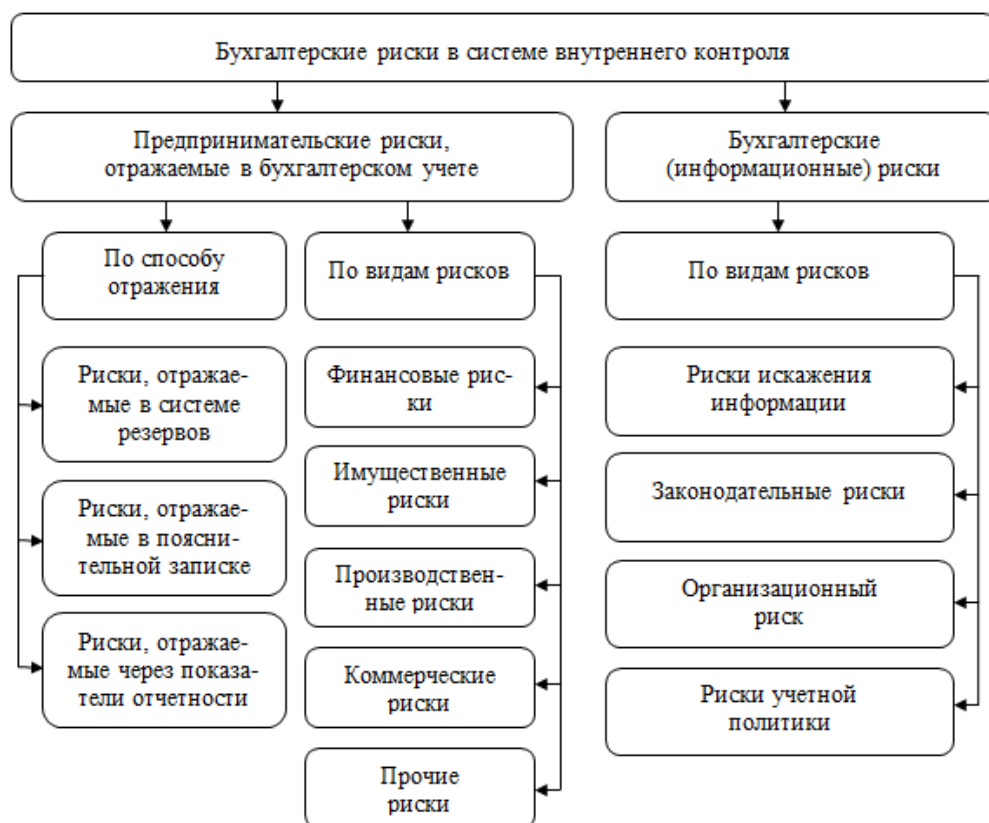 Бухгалтерские риски в системе внутреннего контроля
Предпринимательские риски,
отражаемые в бухгалтерском учете
Бухгалтерские
(информационные) риски
По способу
отражения
Риски, отражае-
мые в системе
резервов
Риски, отражае-
мые в поясни-
тельной записке
Риски, отражае-
мые через показа-
тели отчетности
По видам рисков
Финансовые рис-
ки
Имущественные
риски
Производствен-
ные риски
Коммерческие
риски
Прочие
риски
По видам рисков
Риски искажения
информации
Законодательные риски
Организационный
риск
Риски учетной
политики